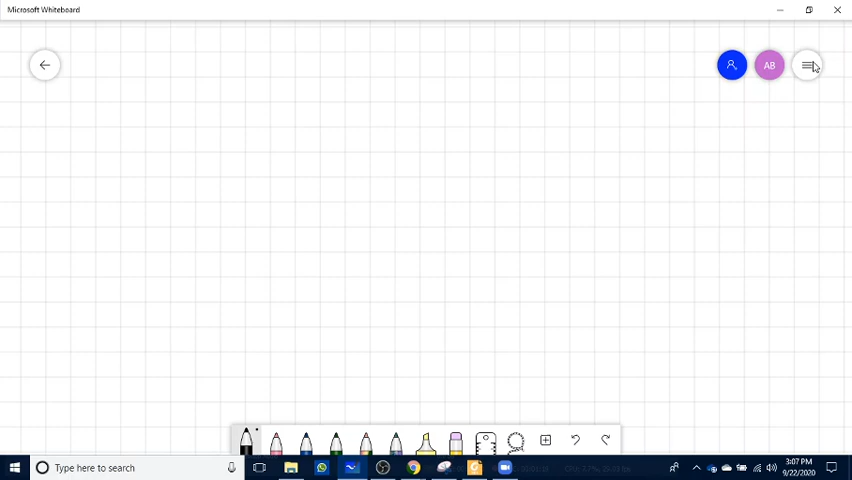 Microsoft Whiteboard
AB
Type here to search
3:07 PM
9/22/2020